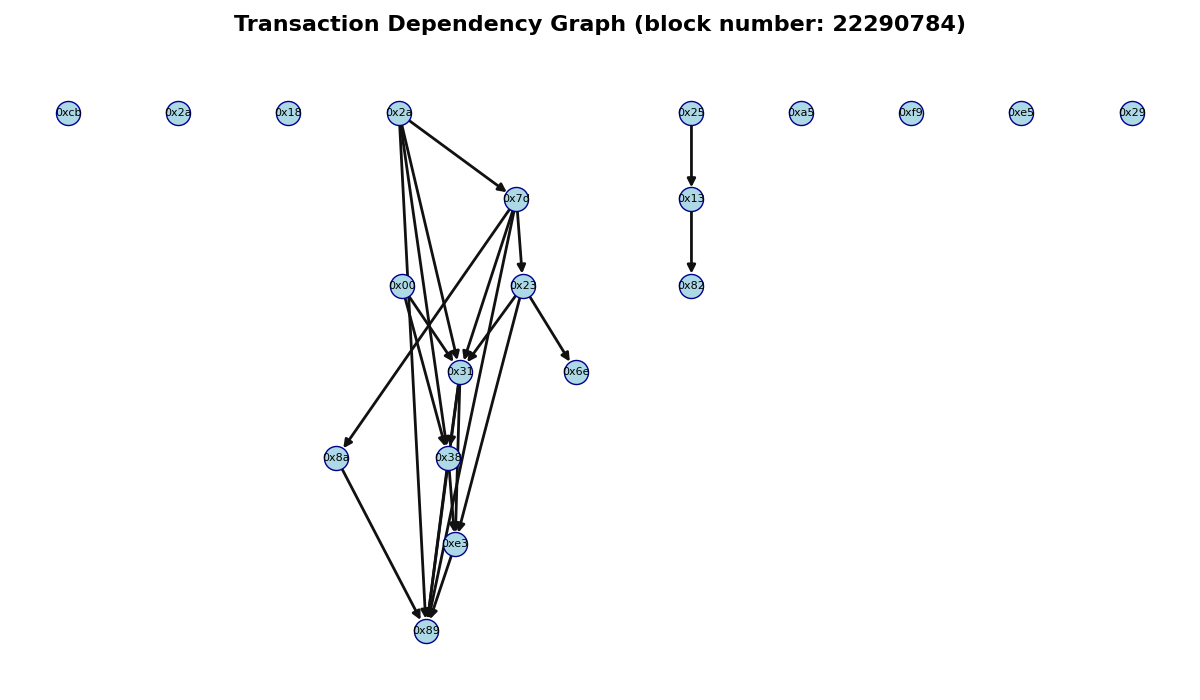 Transaction Dependency Graph (block number: 22290784)
0xcb
0x2a
0x18
0x2a
0x25
0xa5
0xf9
0xe5
0x29
0x7d
0x13
0x00
0x23
0x82
0x31
0x6e
0x8a
0x38
0xe3
0x89